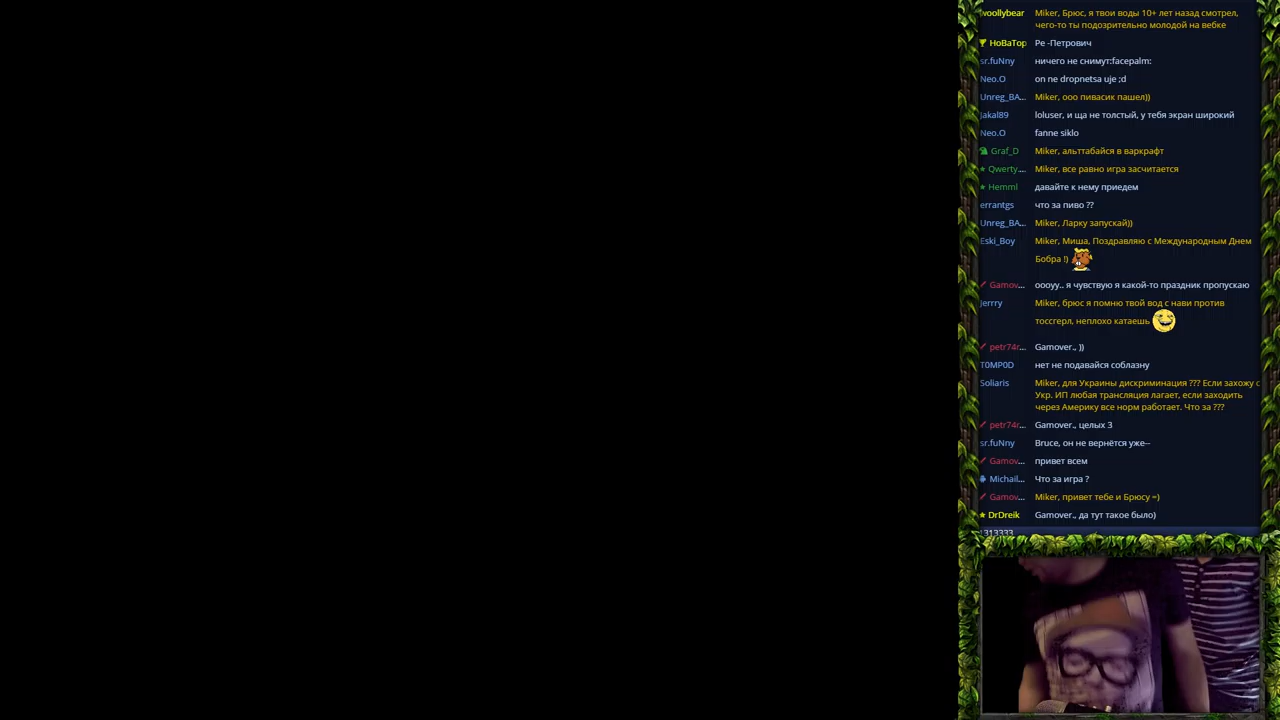 woollybear Miker, Брюс, я твои воды 10+ лет назад смотрел,
чего-то ты подозрительно молодой на вебке
HoBaTop Ре -Петрович
sr.fuNny ничего не снимут:facepalm:
Neo.O on ne dropnetsa uje ;d
Unreg_BA... Miker, ооо пивасик пашел))
Jakal89 loluser, и ща не толстый, у тебя экран широкий
Neo.O fanne siklo
Graf_D Miker, альттабайся в варкрафт
Qwerty... Miker, все равно игра засчитается
Hemml давайте к нему приедем
errantgs что за пиво ??
Unreg_BA... Miker, Ларку запускай))
Eski_Boy Miker, Миша, Поздравляю с Международным Днем
Бобра !)
Gamov... оооуу.. я чувствую я какой-то праздник пропускаю
Jerrry Miker, брюс я помню твой вод с нави против
тоссгерл, неплохо катаешь
petr74r... Gamover., ))
T0MP0D нет не подавайся соблазну
Soliaris Miker, для Украины дискриминация ??? Если захожу с
Укр. ИП любая трансляция лагает, если заходить
через Америку все норм работает. Что за ???
petr74r... Gamover., целых 3
sr.fuNny Bruce, он не вернётся уже--
Gamov... привет всем
Michail... Что за игра ?
Gamov... Miker, привет тебе и Брюсу =)
DrDreik Gamover., да тут такое было)
1313333